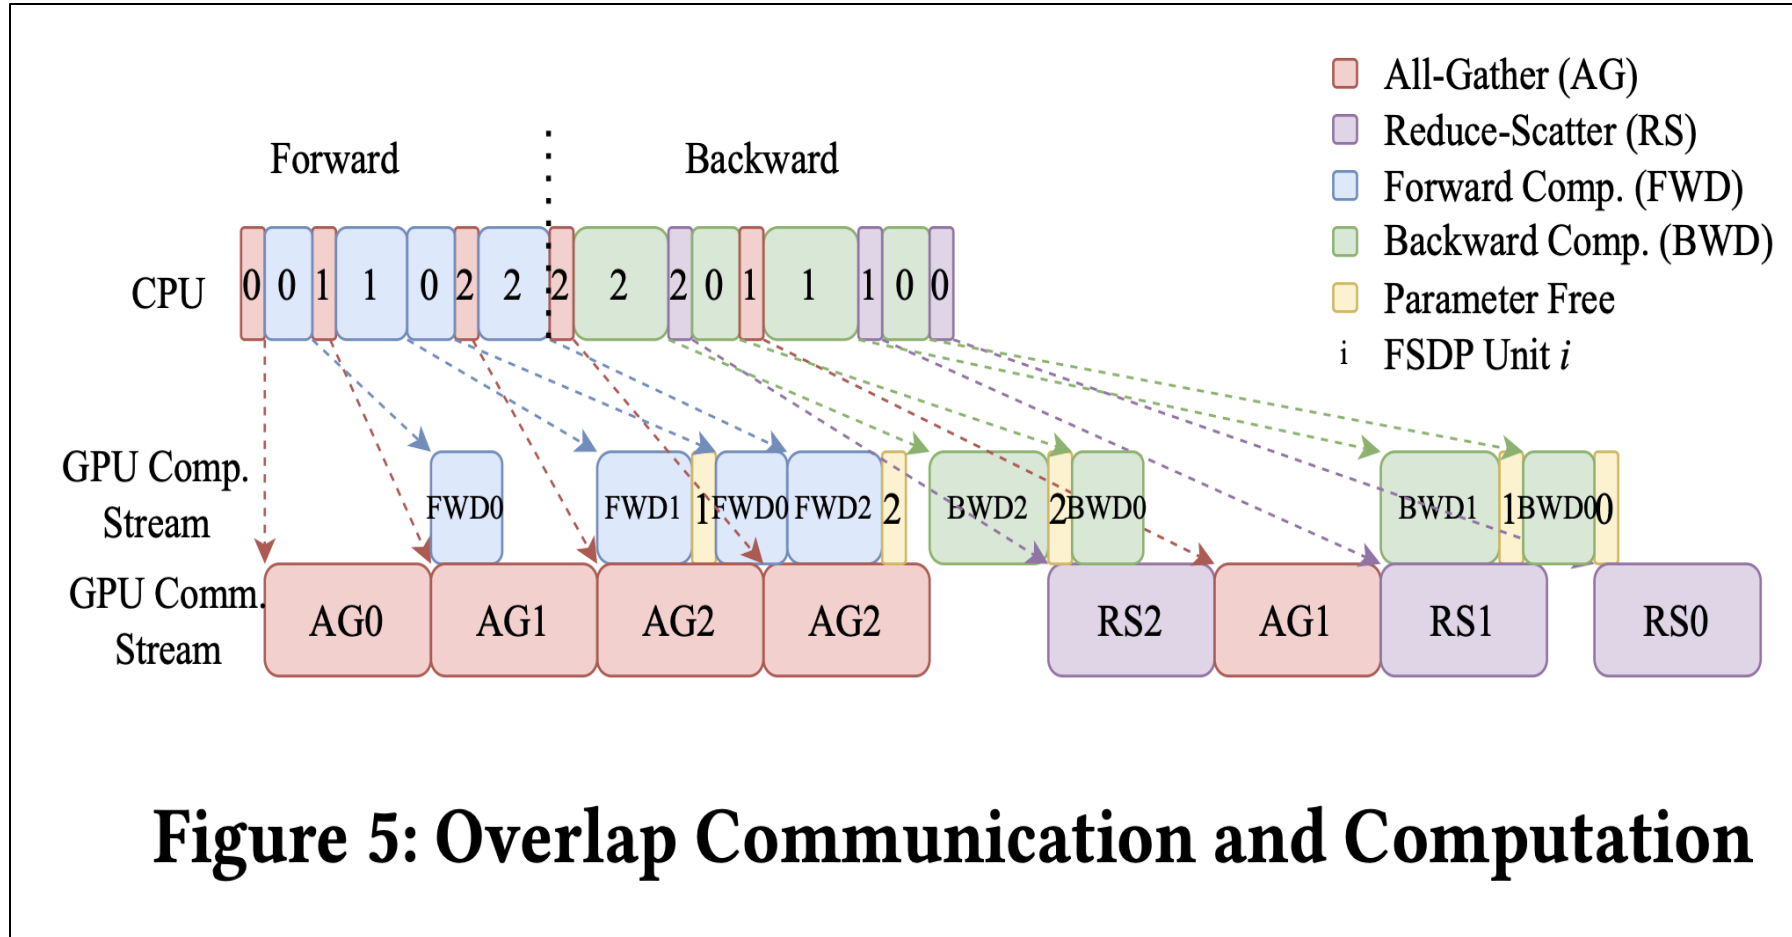 All-Gather (AG)
Reduce-Scatter (RS)
Forward Comp. (FWD)
Backward Comp. (BWD)
Parameter Free
i FSDP Unit i
Forward Backward
CPU 0 0 1 1 0 2 2 2 2 2 0 1 1 1 0 0
GPU Comp.
Stream
FWD0 FWD1 1 FWD0 FWD2 2 BWD2 2 BWD0 BWD1 1 BWD0 0
GPU Comm.
Stream
AG0 AG1 AG2 AG2 RS2 AG1 RS1 RS0
Figure 5: Overlap Communication and Computation